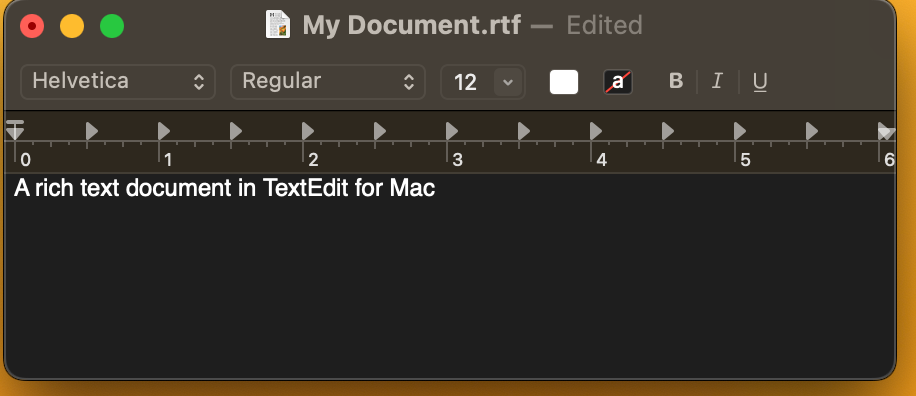 My Document.rtf — Edited
Helvetica Regular 12 a B I U
0 1 2 3 4 5 6
A rich text document in TextEdit for Mac